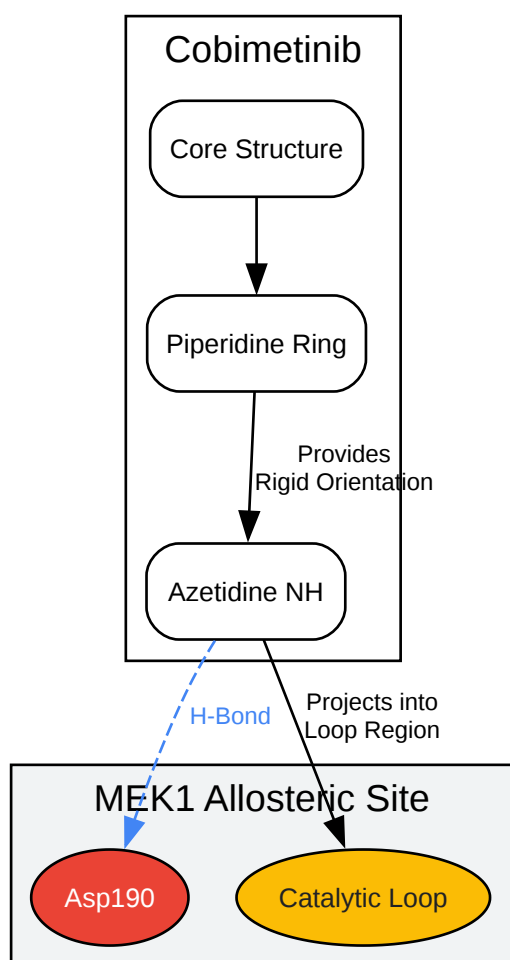 Cobimetinib
Core Structure
Piperidine Ring
Provides
Rigid Orientation
Azetidine NH
H-Bond
Projects into
Loop Region
MEK1 Allosteric Site
Asp190
Catalytic Loop